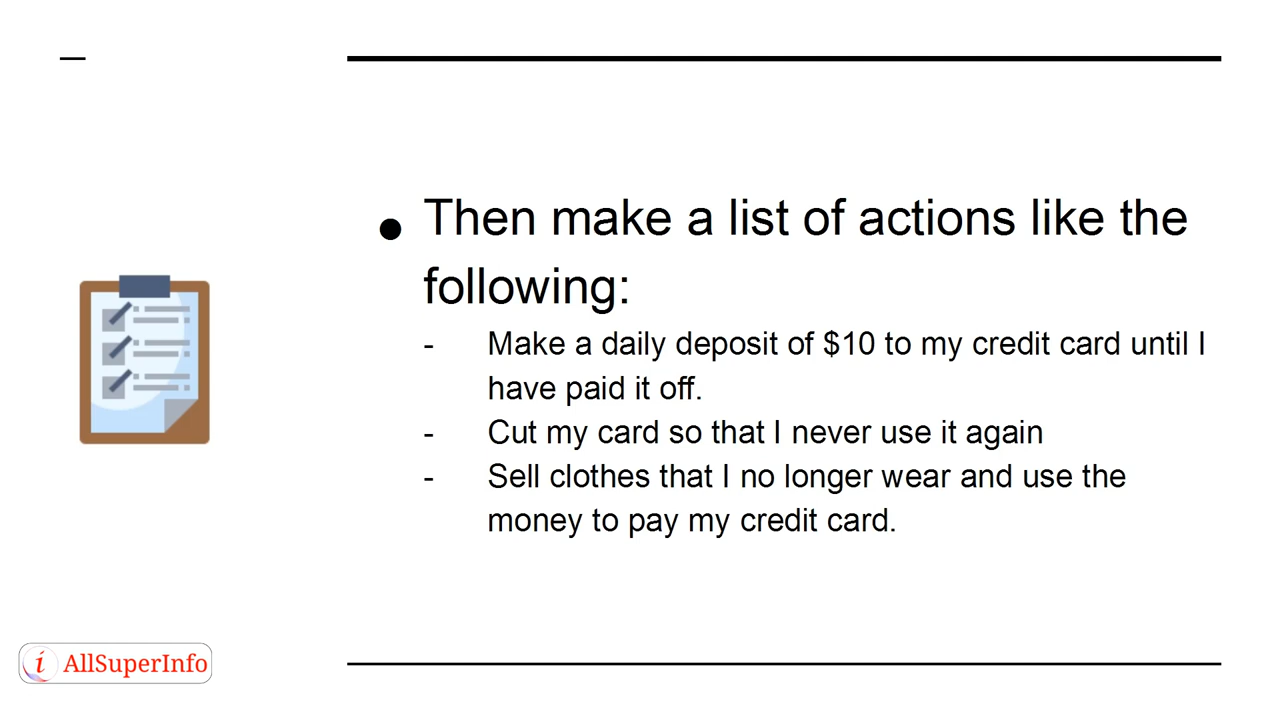 ● Then make a list of actions like the
following:
- Make a daily deposit of $10 to my credit card until I
have paid it off.
- Cut my card so that I never use it again
- Sell clothes that I no longer wear and use the
money to pay my credit card.
i AllSuperInfo